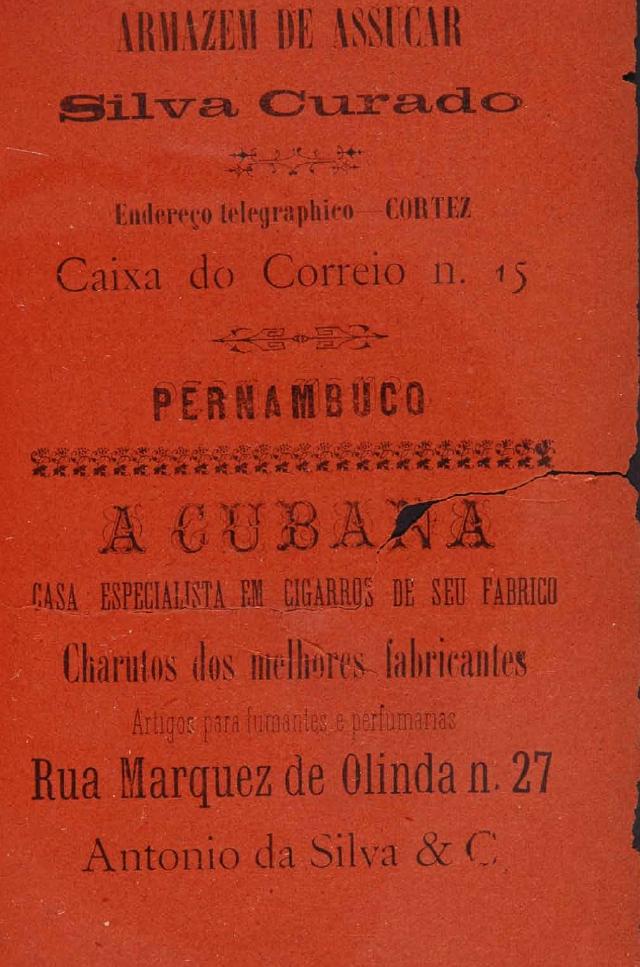 ARMAZEM DE ASSUCAR
Silva Curado
Endereço telegraphico—CORTEZ
Caixa do Correio n. 15
PERNAMBUCO
A CUBANA
CASA ESPECIALISTA EM CIGARROS DE SEU FABRICO
Charutos dos melhores fabricantes
Artigos para fumantes e perfumarias
Rua Marquez de Olinda n. 27
Antonio da Silva & C.